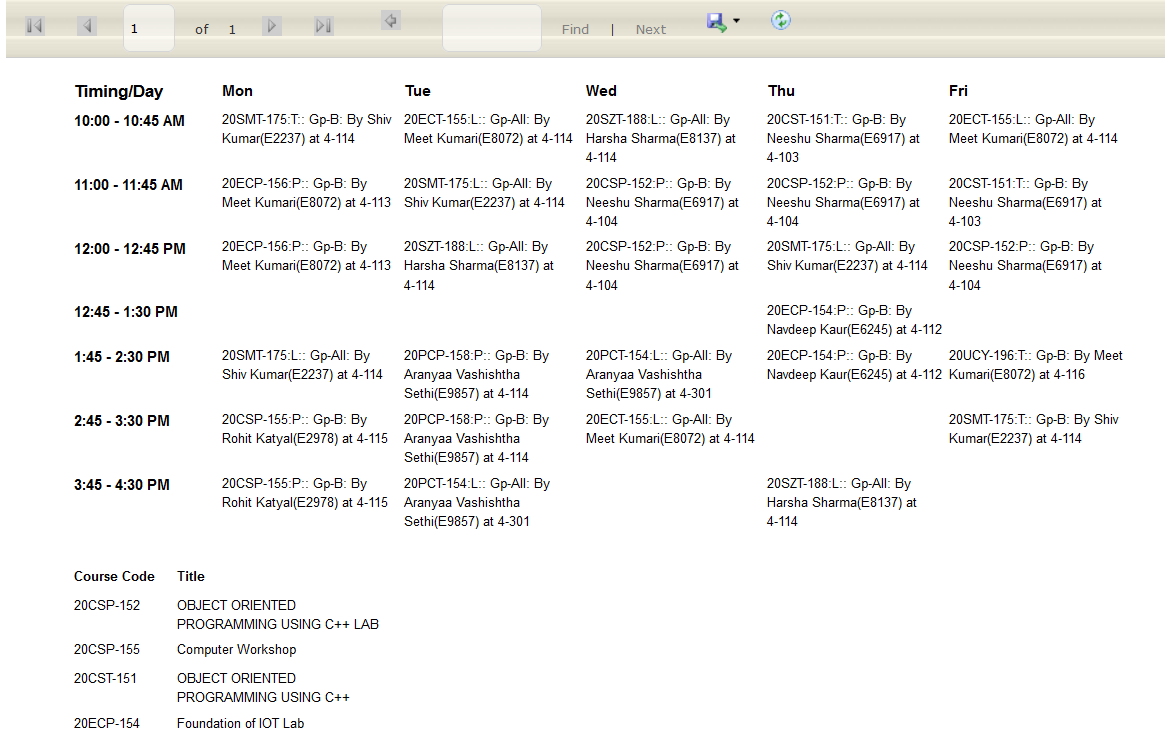 1 of 1 Find | Next
Timing/Day Mon Tue Wed Thu Fri
10:00 - 10:45 AM 20SMT-175:T:: Gp-B: By Shiv 20ECT-155:L:: Gp-All: By 20SZT-188:L:: Gp-All: By 20CST-151:T:: Gp-B: By 20ECT-155:L:: Gp-All: By
Kumar(E2237) at 4-114 Meet Kumari(E8072) at 4-114 Harsha Sharma(E8137) at Neeshu Sharma(E6917) at Meet Kumari(E8072) at 4-114
4-114 4-103
11:00 - 11:45 AM 20ECP-156:P:: Gp-B: By 20SMT-175:L:: Gp-All: By 20CSP-152:P:: Gp-B: By 20CSP-152:P:: Gp-B: By 20CST-151:T:: Gp-B: By
Meet Kumari(E8072) at 4-113 Shiv Kumar(E2237) at 4-114 Neeshu Sharma(E6917) at Neeshu Sharma(E6917) at Neeshu Sharma(E6917) at
4-104 4-104 4-103
12:00 - 12:45 PM 20ECP-156:P:: Gp-B: By 20SZT-188:L:: Gp-All: By 20CSP-152:P:: Gp-B: By 20SMT-175:L:: Gp-All: By 20CSP-152:P:: Gp-B: By
Meet Kumari(E8072) at 4-113 Harsha Sharma(E8137) at Neeshu Sharma(E6917) at Shiv Kumar(E2237) at 4-114 Neeshu Sharma(E6917) at
4-114 4-104 4-104
12:45 - 1:30 PM 20ECP-154:P:: Gp-B: By
Navdeep Kaur(E6245) at 4-112
1:45 - 2:30 PM 20SMT-175:L:: Gp-All: By 20PCP-158:P:: Gp-B: By 20PCT-154:L:: Gp-All: By 20ECP-154:P:: Gp-B: By 20UCY-196:T:: Gp-B: By Meet
Shiv Kumar(E2237) at 4-114 Aranyaa Vashishtha Aranyaa Vashishtha Navdeep Kaur(E6245) at 4-112 Kumari(E8072) at 4-116
Sethi(E9857) at 4-114 Sethi(E9857) at 4-301
2:45 - 3:30 PM 20CSP-155:P:: Gp-B: By 20PCP-158:P:: Gp-B: By 20ECT-155:L:: Gp-All: By 20SMT-175:T:: Gp-B: By Shiv
Rohit Katyal(E2978) at 4-115 Aranyaa Vashishtha Meet Kumari(E8072) at 4-114 Kumar(E2237) at 4-114
Sethi(E9857) at 4-114
3:45 - 4:30 PM 20CSP-155:P:: Gp-B: By 20PCT-154:L:: Gp-All: By 20SZT-188:L:: Gp-All: By
Rohit Katyal(E2978) at 4-115 Aranyaa Vashishtha Harsha Sharma(E8137) at
Sethi(E9857) at 4-301 4-114
Course Code Title
20CSP-152 OBJECT ORIENTED
PROGRAMMING USING C++ LAB
20CSP-155 Computer Workshop
20CST-151 OBJECT ORIENTED
PROGRAMMING USING C++
20ECP-154 Foundation of IOT Lab